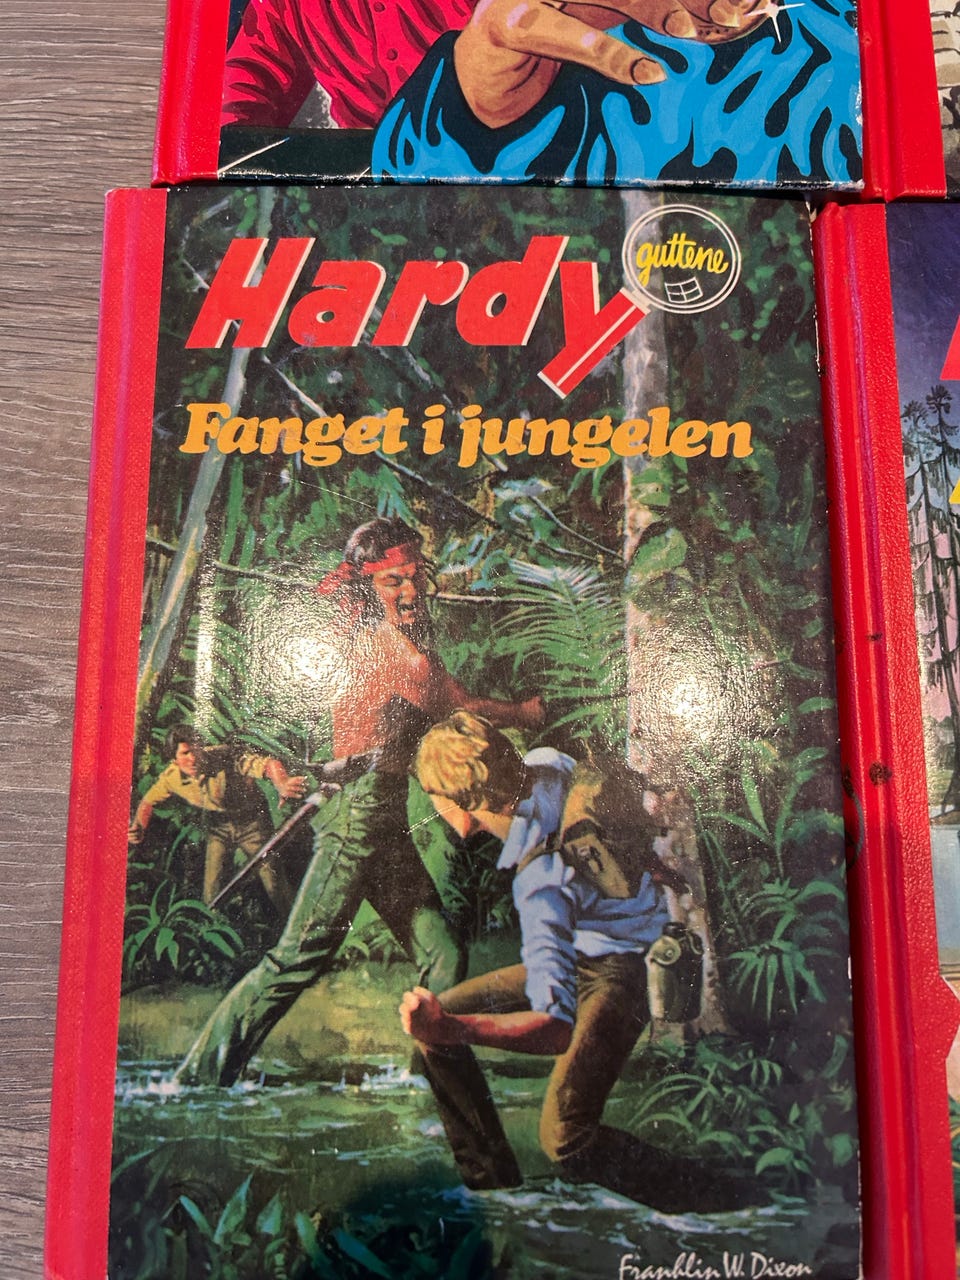 Hardy
guttene
Fanget i jungelen
Franklin W. Dixon